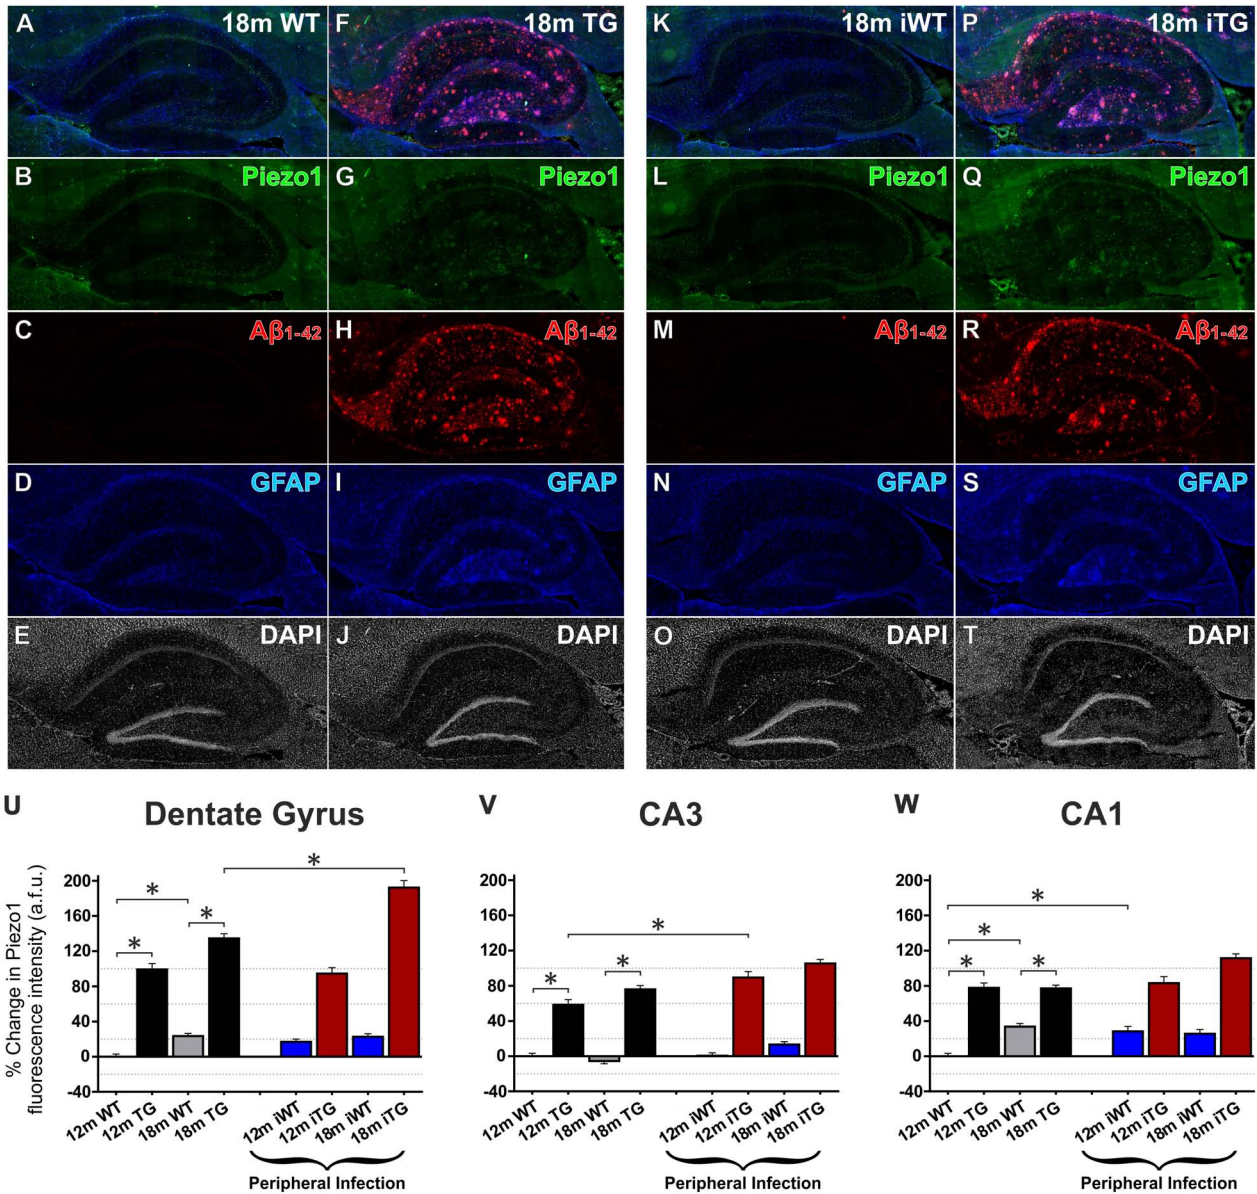 A 18m WT F 18m TG K 18m iWT P 18m iTG
B Piezo1 G Piezo1 L Piezo1 Q Piezo1
C Aβ1-42 H Aβ1-42 M Aβ1-42 R Aβ1-42
D GFAP I GFAP N GFAP S GFAP
E DAPI J DAPI O DAPI T DAPI
U Dentate Gyrus
% Change in Piezo1
fluorescence intensity (a.f.u.)
200
160
120
80
40
0
-40
* * * *
12m WT
12m TG
18m WT
18m TG
12m iWT
12m iTG
18m iWT
18m iTG
Peripheral Infection
V CA3
200
160
120
80
40
0
-40
* * *
12m WT
12m TG
18m WT
18m TG
12m iWT
12m iTG
18m iWT
18m iTG
Peripheral Infection
W CA1
200
160
120
80
40
0
-40
* * * *
12m WT
12m TG
18m WT
18m TG
12m iWT
12m iTG
18m iWT
18m iTG
Peripheral Infection